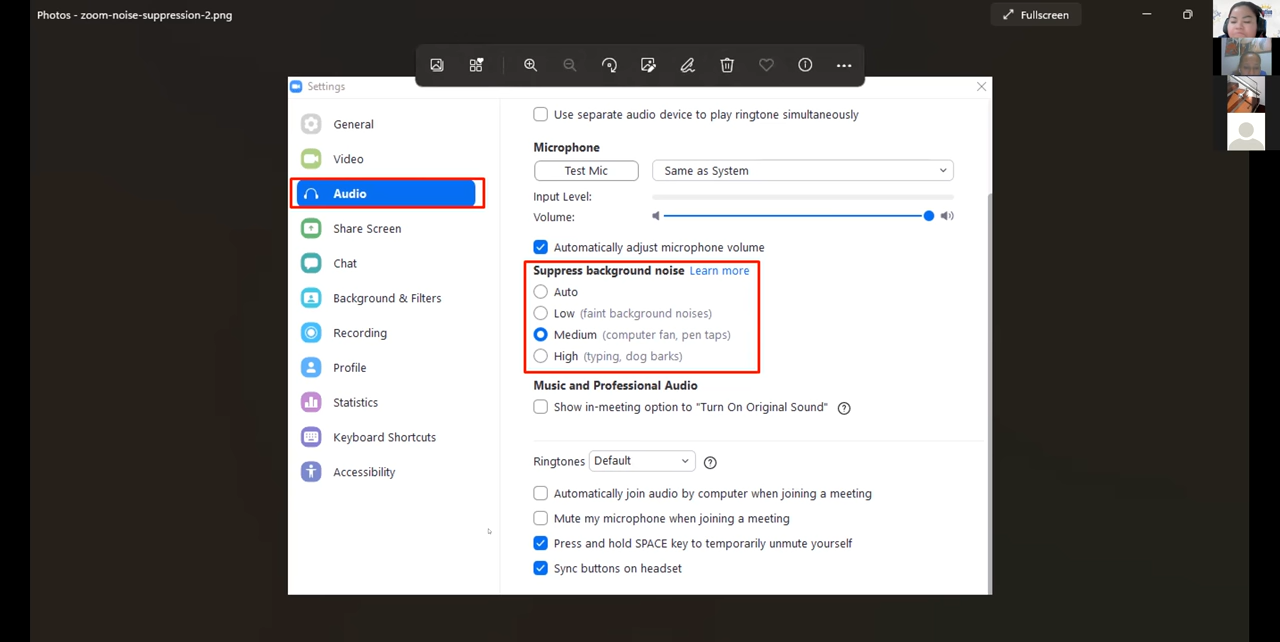 Photos - zoom-noise-suppression-2.png
Fullscreen
Settings
General
Video
Audio
Share Screen
Chat
Background & Filters
Recording
Profile
Statistics
Keyboard Shortcuts
Accessibility
Use separate audio device to play ringtone simultaneously
Microphone
Test Mic Same as System
Input Level:
Volume:
Automatically adjust microphone volume
Suppress background noise Learn more
Auto
Low (faint background noises)
Medium (computer fan, pen taps)
High (typing, dog barks)
Music and Professional Audio
Show in-meeting option to "Turn On Original Sound"
Ringtones Default
Automatically join audio by computer when joining a meeting
Mute my microphone when joining a meeting
Press and hold SPACE key to temporarily unmute yourself
Sync buttons on headset